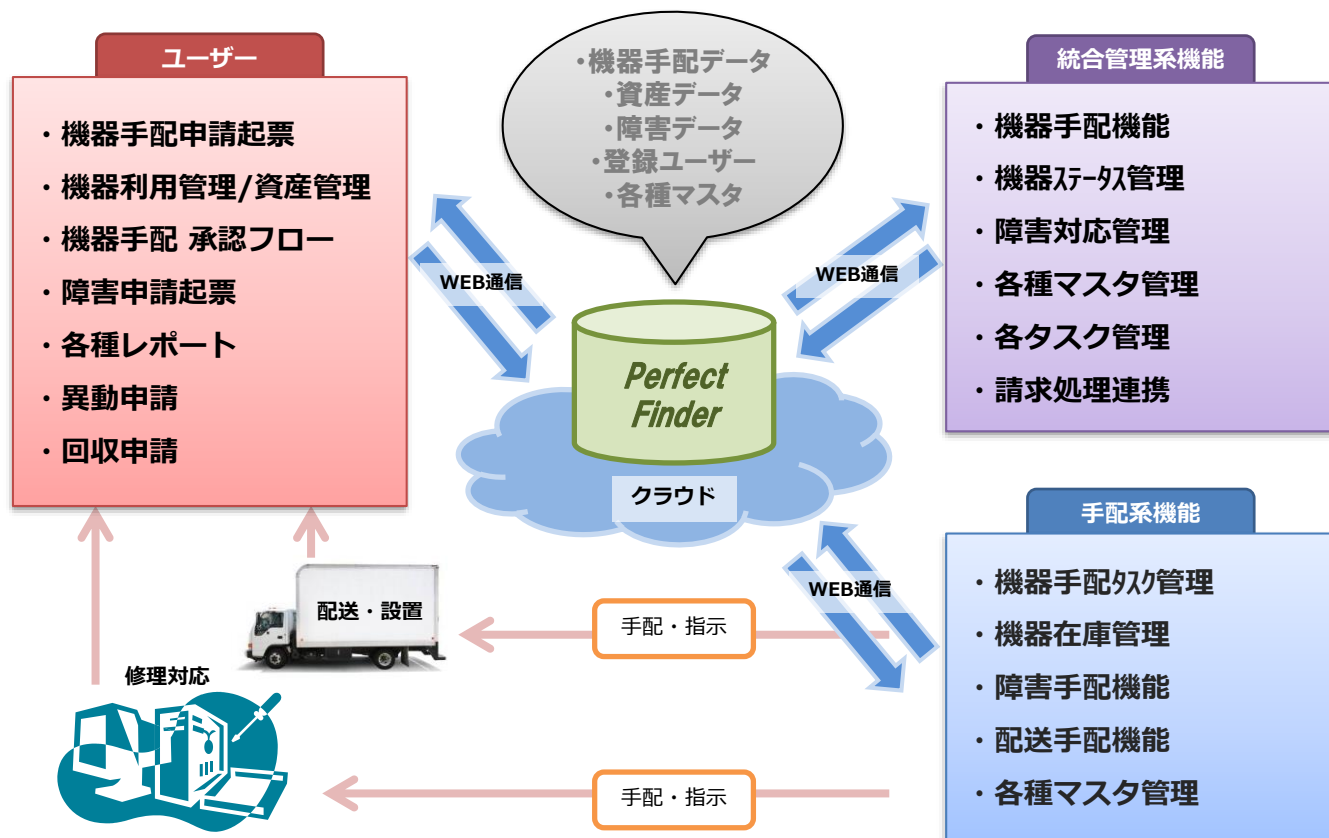 ユーザー
・機器手配申請起票
・機器利用管理/資産管理
・機器手配 承認フロー
・障害申請起票
・各種レポート
・異動申請
・回収申請
・機器手配データ
・資産データ
・障害データ
・登録ユーザー
・各種マスタ
統合管理系機能
・機器手配機能
・機器ｽﾃｰﾀｽ管理
・障害対応管理
・各種マスタ管理
・各タスク管理
・請求処理連携
WEB通信
WEB通信
Perfect
Finder
クラウド
WEB通信
手配系機能
・機器手配ﾀｽｸ管理
・機器在庫管理
・障害手配機能
・配送手配機能
・各種マスタ管理
配送・設置
手配・指示
修理対応
手配・指示